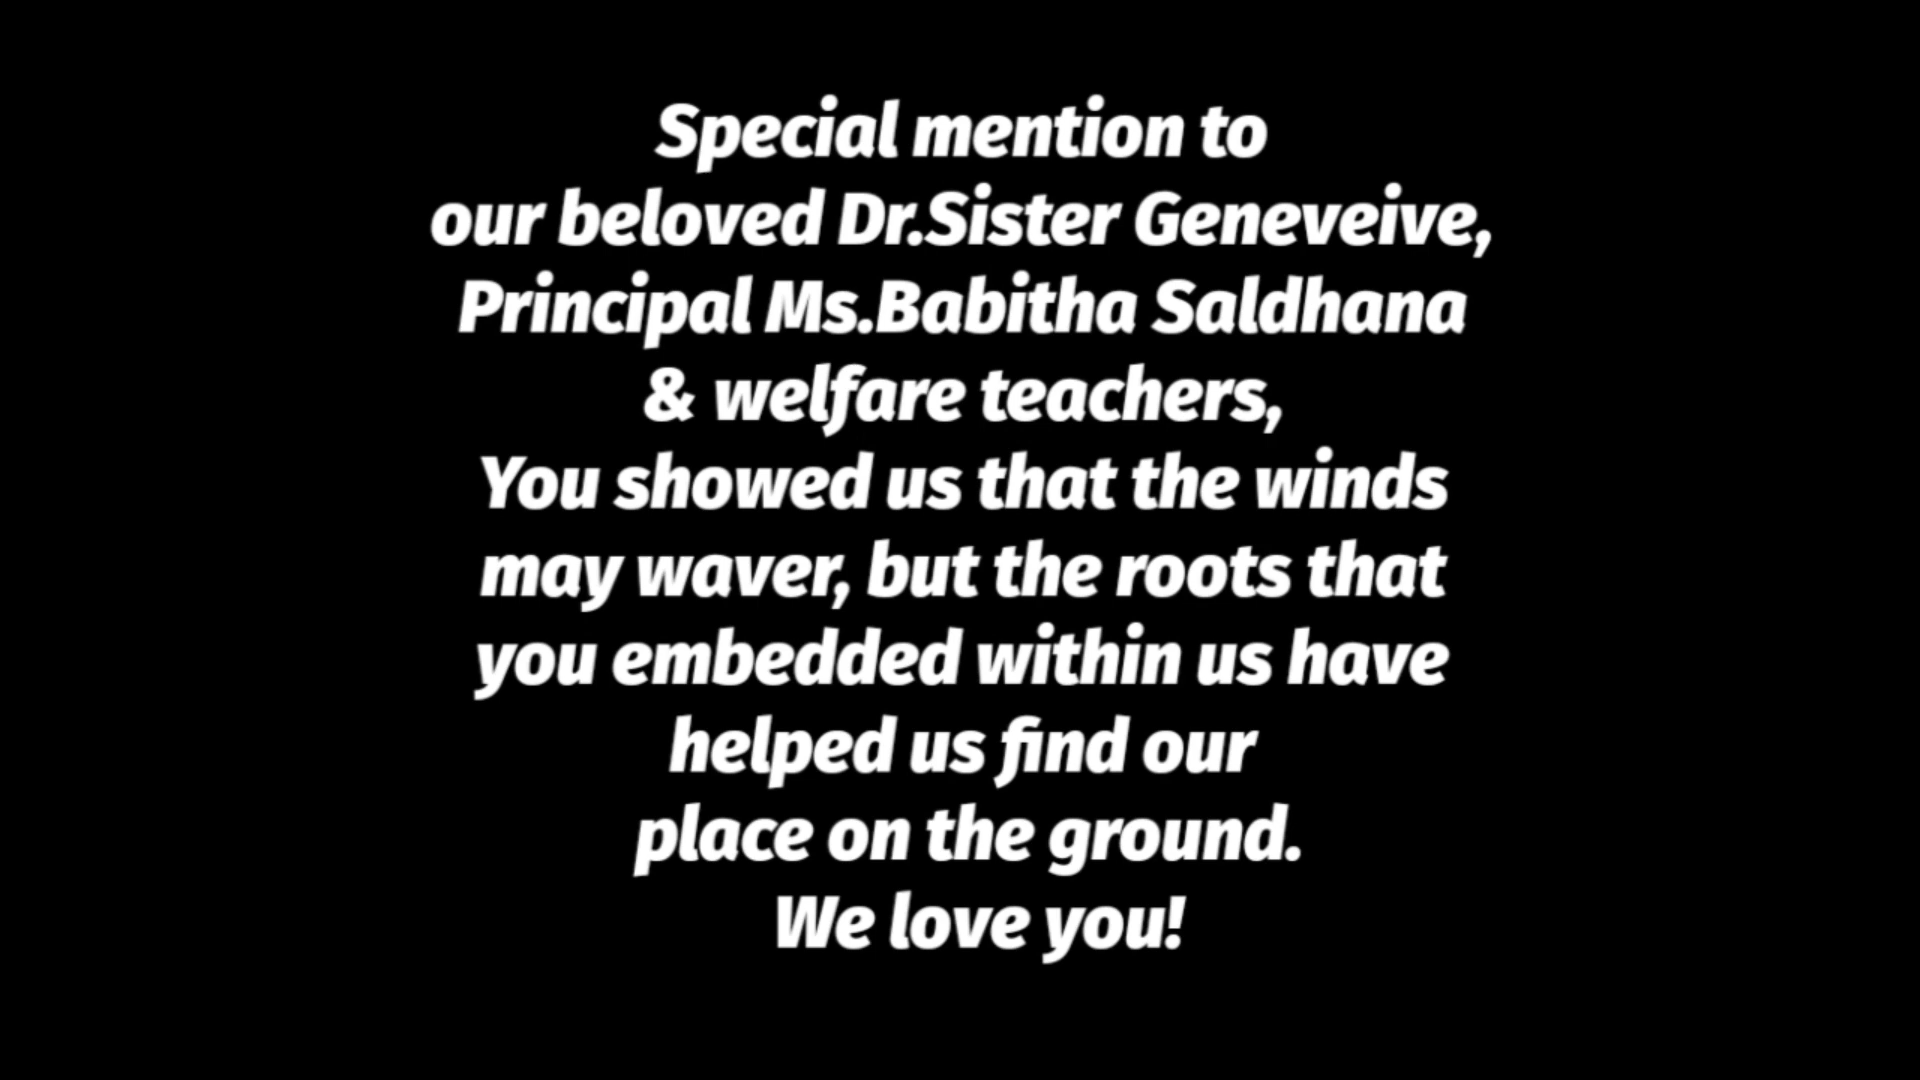 Special mention to
our beloved Dr.Sister Geneveive,
Principal Ms.Babitha Saldhana
& welfare teachers,
You showed us that the winds
may waver, but the roots that
you embedded within us have
helped us find our
place on the ground.
We love you!